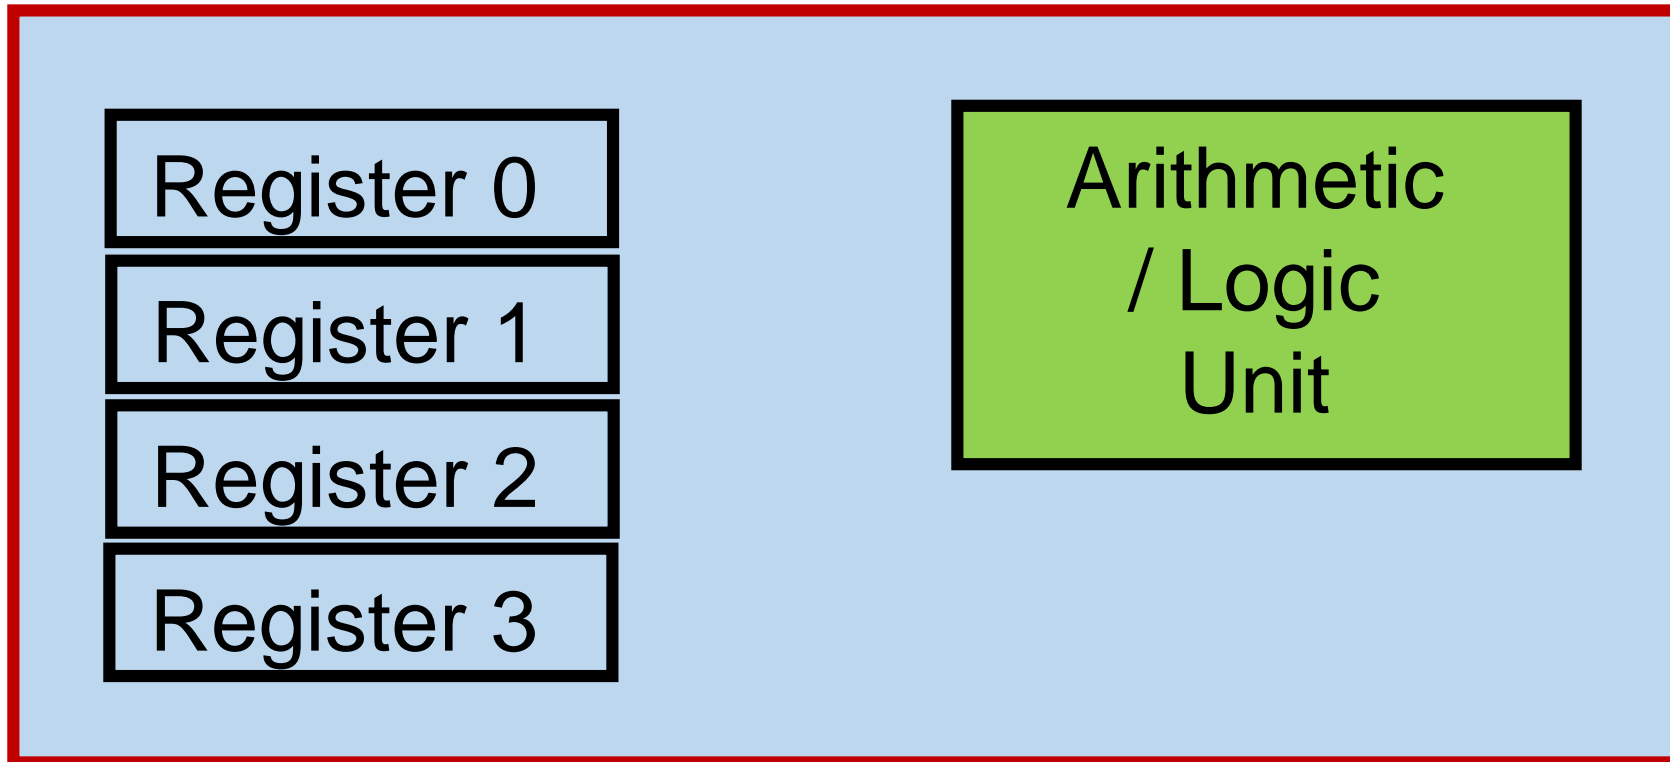 Register 0
Register 1
Register 2
Register 3
Arithmetic
/ Logic
Unit